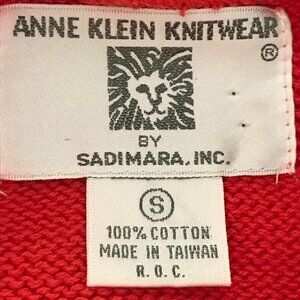 ANNE KLEIN KNITWEAR
®
BY
SADIMARA, INC.
S
100% COTTON
MADE IN TAIWAN
R.O.C.